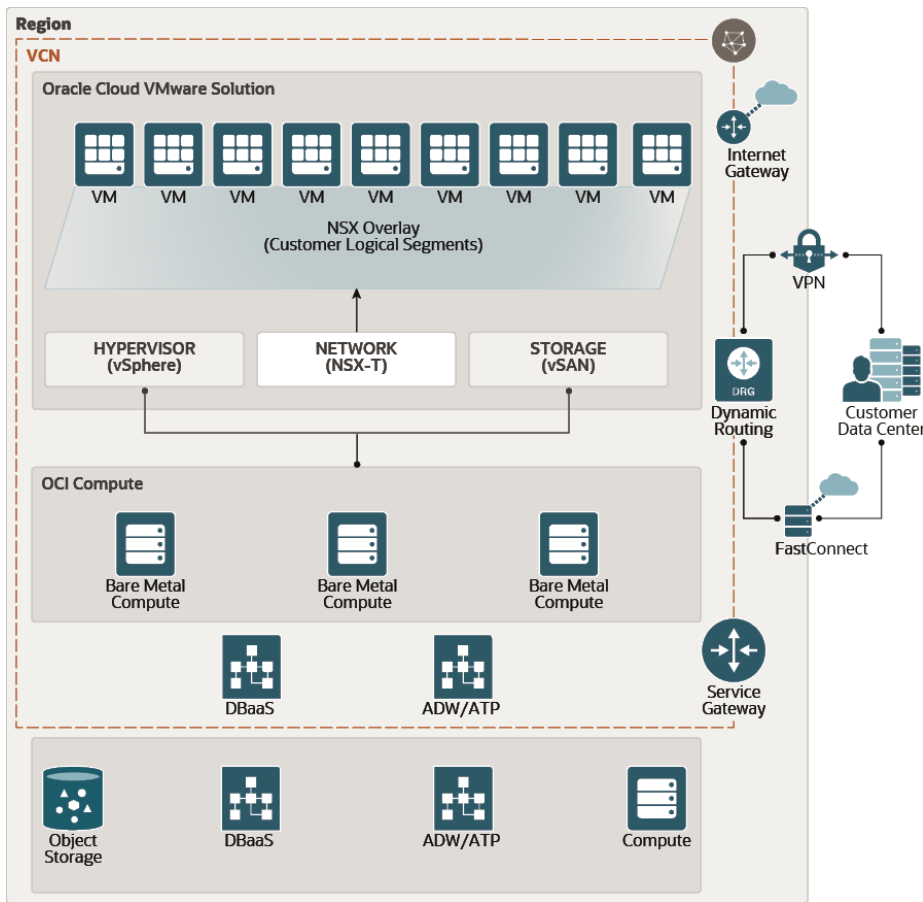 Region
VCN
Oracle Cloud VMware Solution
VM
VM
VM
VM
VM
VM
VM
VM
VM
NSX Overlay
(Customer Logical Segments)
HYPERVISOR
(vSphere)
NETWORK
(NSX-T)
STORAGE
(vSAN)
Internet
Gateway
VPN
DRG
Dynamic
Routing
Customer
Data Center
FastConnect
OCI Compute
Bare Metal
Compute
Bare Metal
Compute
Bare Metal
Compute
DBaaS
ADW/ATP
Service
Gateway
Object
Storage
DBaaS
ADW/ATP
Compute